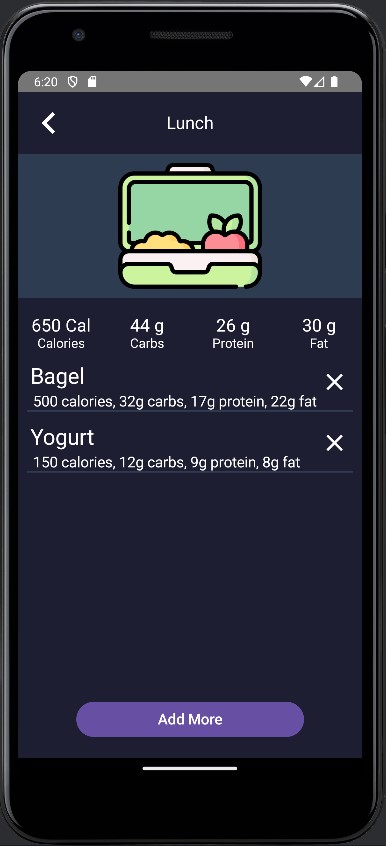 6:20
Lunch
650 Cal 44 g 26 g 30 g
Calories Carbs Protein Fat
Bagel
500 calories, 32g carbs, 17g protein, 22g fat
Yogurt
150 calories, 12g carbs, 9g protein, 8g fat
Add More